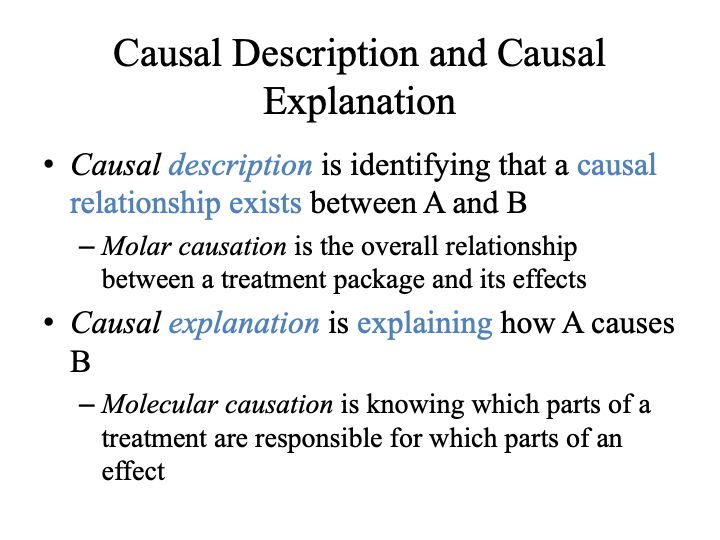 Causal Description and Causal
Explanation
• Causal description is identifying that a causal
relationship exists between A and B
– Molar causation is the overall relationship
between a treatment package and its effects
• Causal explanation is explaining how A causes
B
– Molecular causation is knowing which parts of a
treatment are responsible for which parts of an
effect